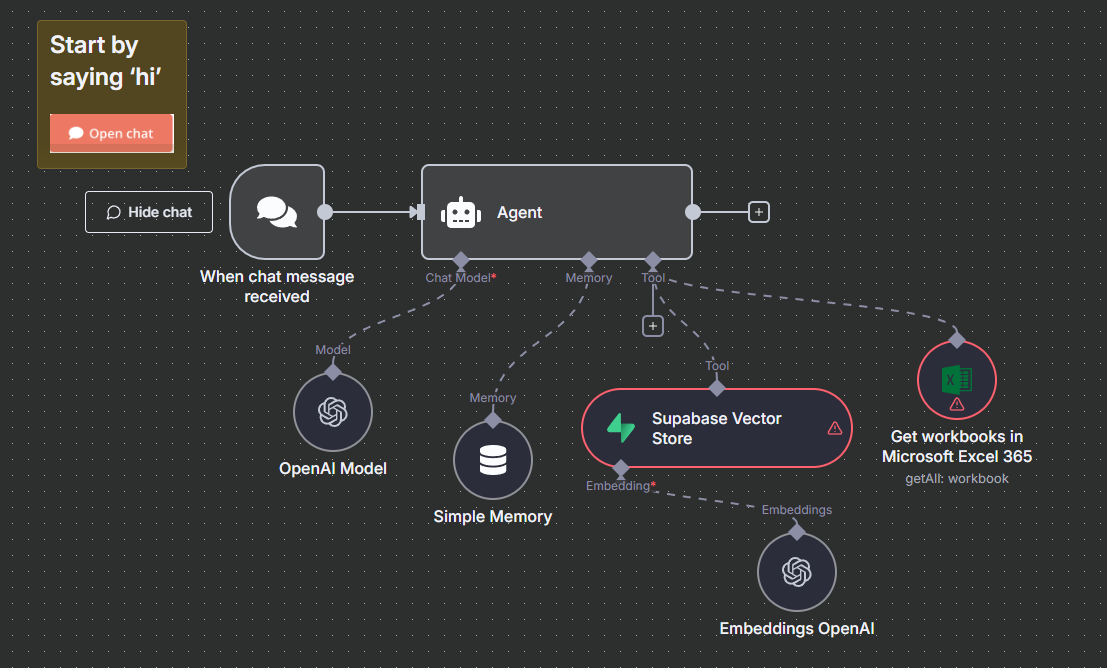 Start by
saying ‘hi’
Open chat
Hide chat
When chat message
received
Agent
Chat Model*
Memory
Tool
Model
OpenAI Model
Memory
Simple Memory
Tool
Supabase Vector
Store
Embedding*
Embeddings
Embeddings OpenAI
Get workbooks in
Microsoft Excel 365
getAll: workbook